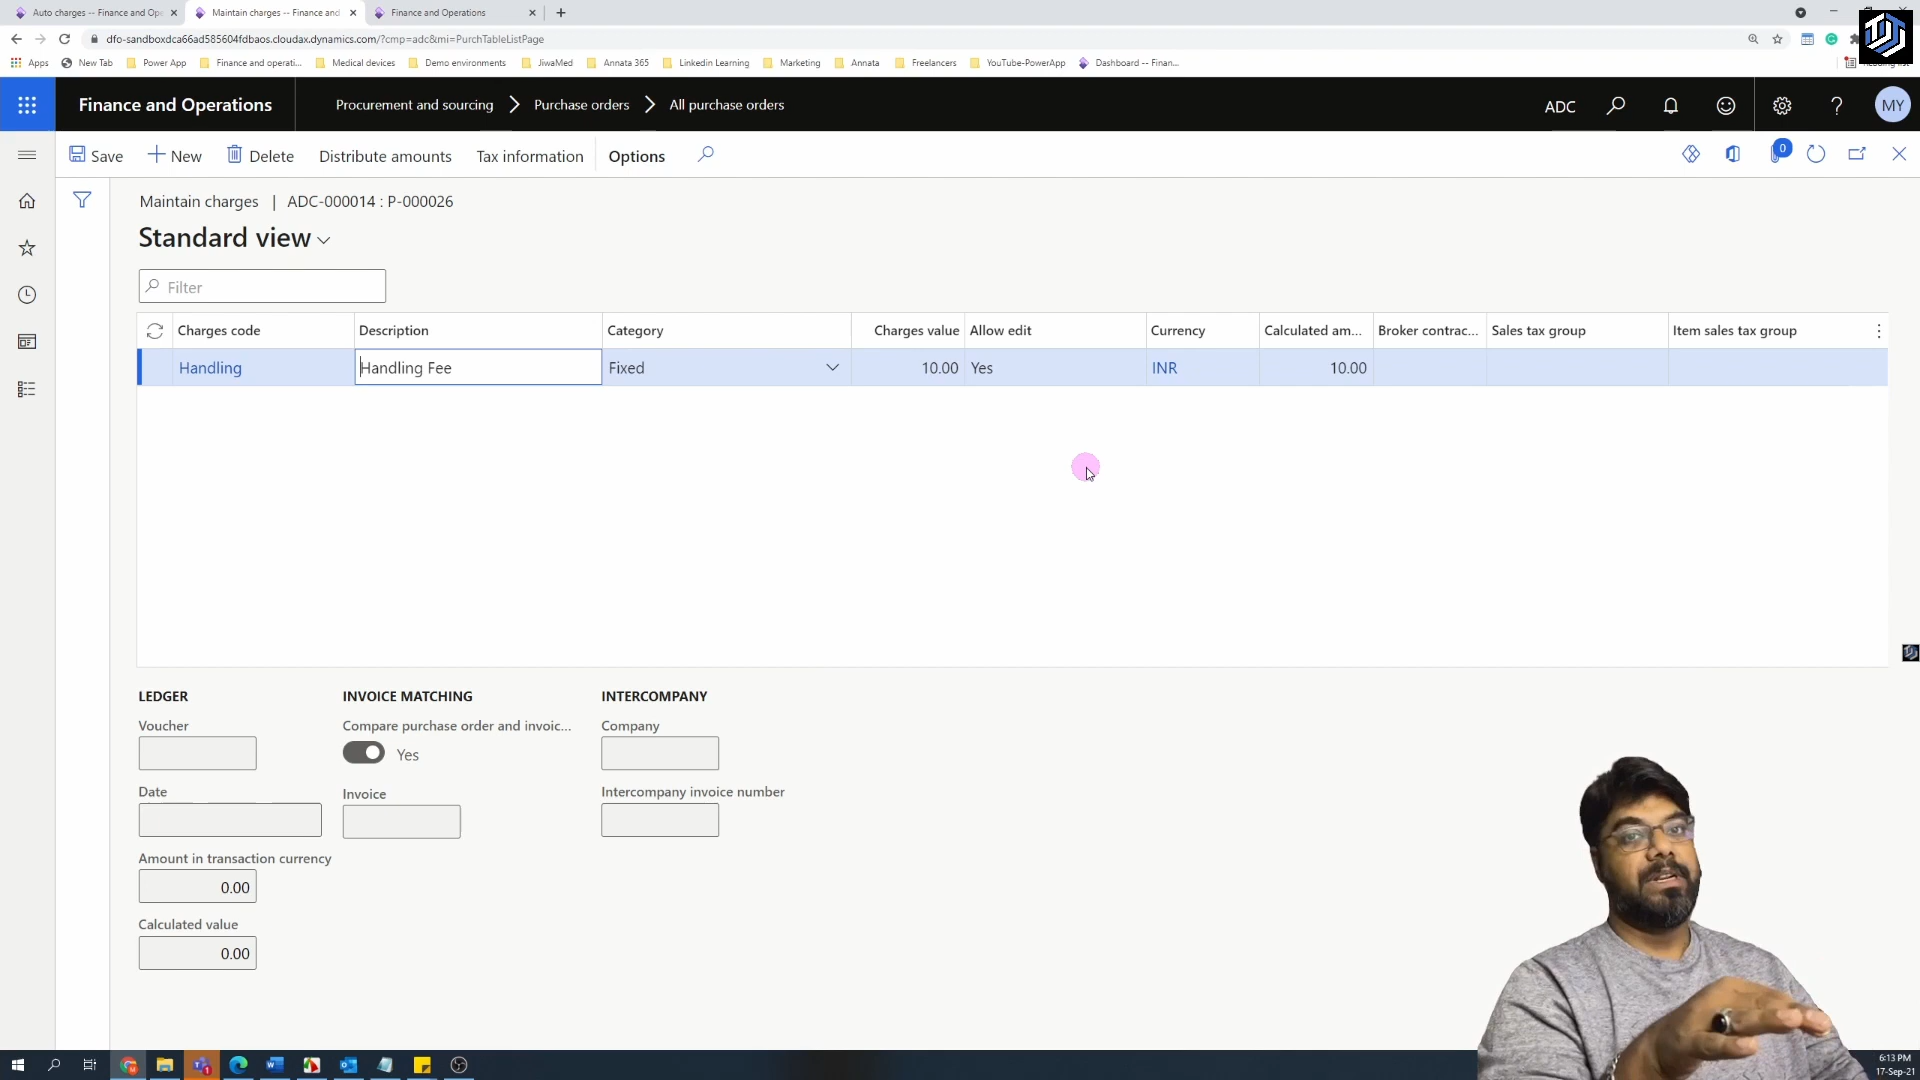 Auto charges -- Finance and Ope
Maintain charges -- Finance and
Finance and Operations
dfo-sandboxdca66ad585604fdbaos.cloudax.dynamics.com/?cmp=adc&mi=PurchTableListPage
Apps
New Tab
Power App
Finance and operati...
Medical devices
Demo environments
JiwaMed
Annata 365
Linkedin Learning
Marketing
Annata
Freelancers
YouTube-PowerApp
Dashboard -- Finan...
Finance and Operations
Procurement and sourcing
Purchase orders
All purchase orders
ADC
MY
Save
New
Delete
Distribute amounts
Tax information
Options
0
Maintain charges | ADC-000014 : P-000026
Standard view
Filter
Charges code Description Category Charges value Allow edit Currency Calculated am... Broker contrac... Sales tax group Item sales tax group
Handling Handling Fee Fixed 10.00 Yes INR 10.00
LEDGER
Voucher
Date
Amount in transaction currency
0.00
Calculated value
0.00
INVOICE MATCHING
Compare purchase order and invoic...
Yes
Invoice
INTERCOMPANY
Company
Intercompany invoice number
6:13 PM
17-Sep-21